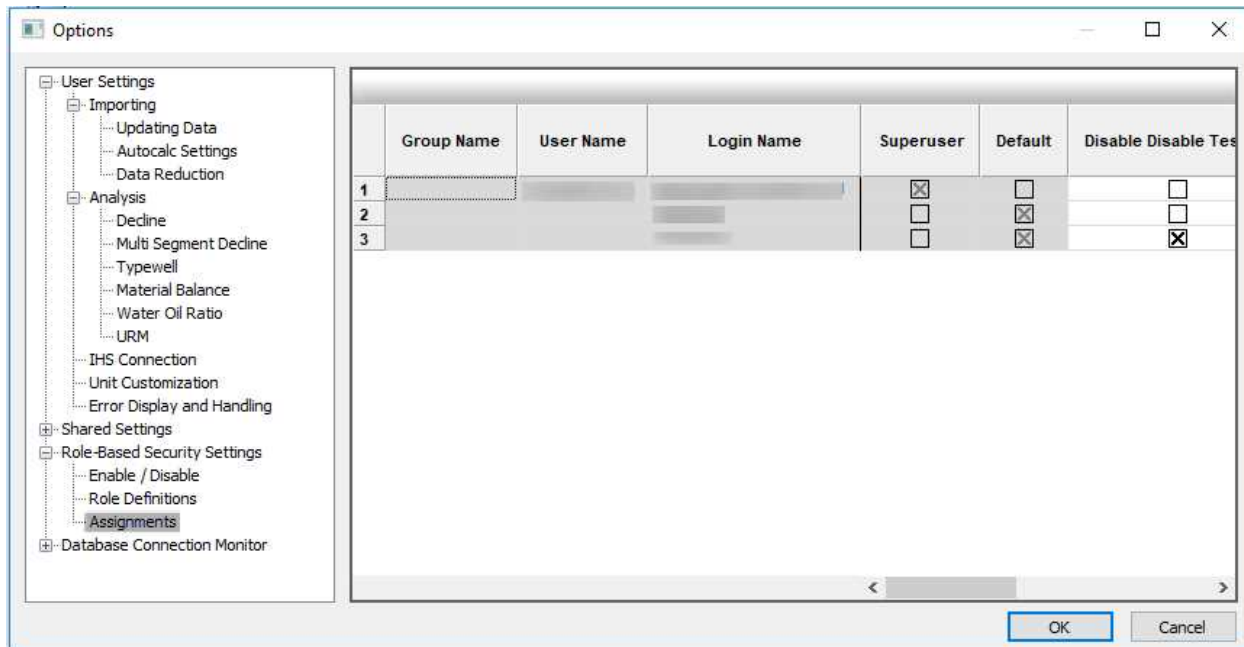 Options
User Settings
Importing
Updating Data
Autocalc Settings
Data Reduction
Analysis
Decline
Multi Segment Decline
Typewell
Material Balance
Water Oil Ratio
URM
IHS Connection
Unit Customization
Error Display and Handling
Shared Settings
Role-Based Security Settings
Enable / Disable
Role Definitions
Assignments
Database Connection Monitor
Group Name User Name Login Name Superuser Default Disable Disable Tes
1
2
3
OK Cancel